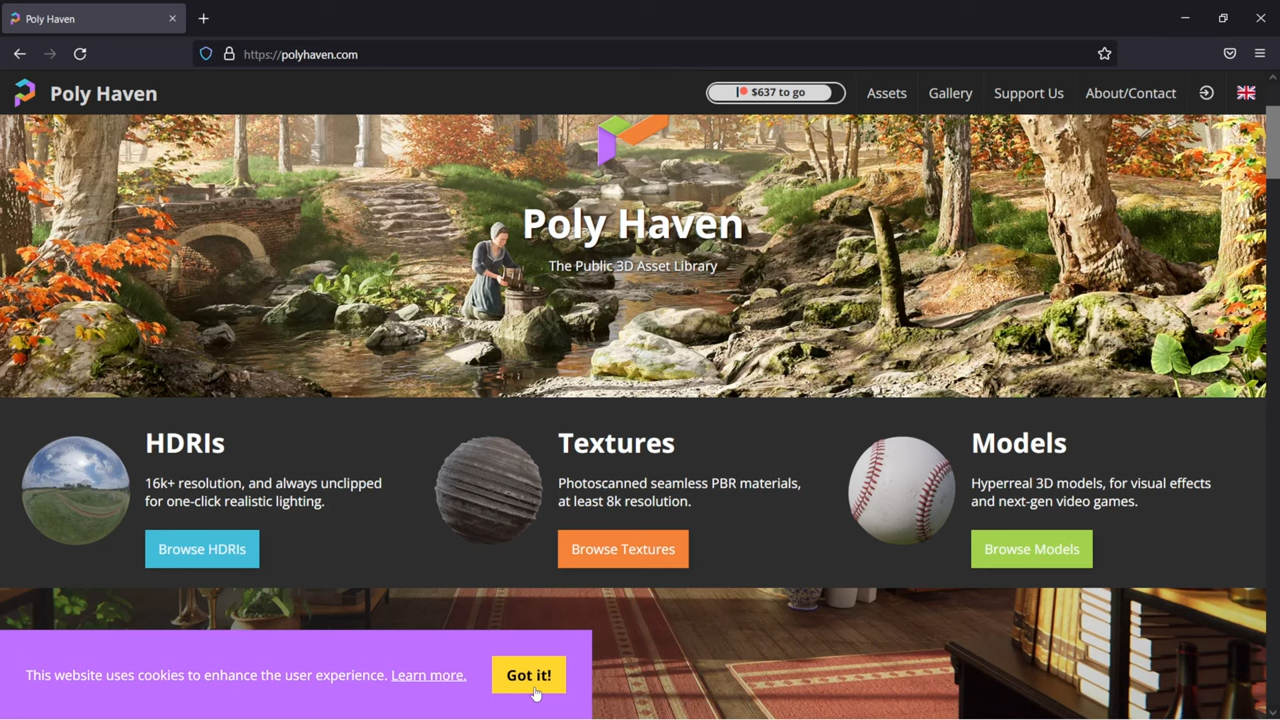 Poly Haven
https://polyhaven.com
Poly Haven
$637 to go
Assets
Gallery
Support Us
About/Contact
Poly Haven
The Public 3D Asset Library
HDRIs
16k+ resolution, and always unclipped
for one-click realistic lighting.
Browse HDRIs
Textures
Photoscanned seamless PBR materials,
at least 8k resolution.
Browse Textures
Models
Hyperreal 3D models, for visual effects
and next-gen video games.
Browse Models
This website uses cookies to enhance the user experience. Learn more.
Got it!